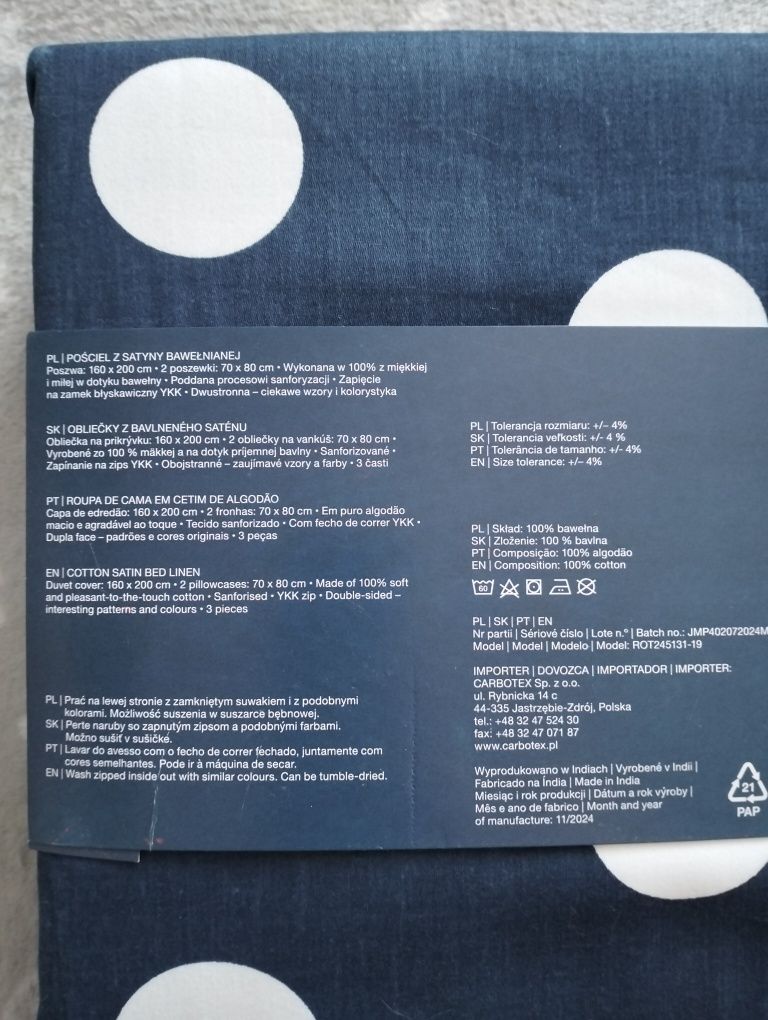 PL | POŚCIEL Z SATYNY BAWEŁNIANEJ
Poszwa: 160 x 200 cm • 2 poszewki: 70 x 80 cm • Wykonana w 100% z miękkiej
i miłej w dotyku bawełny • Poddana procesowi sanforyzacji • Zapięcie
na zamek błyskawiczny YKK • Dwustronna – ciekawe wzory i kolorystyka
SK | OBLIEČKY Z BAVLNENÉHO SATÉNU
Obliečka na prikrývku: 160 x 200 cm • 2 obliečky na vankúš: 70 x 80 cm •
Vyrobené zo 100 % mäkkej a na dotyk príjemnej bavlny • Sanforizované •
Zapínanie na zips YKK • Obojstranné – zaujímavé vzory a farby • 3 časti
PT | ROUPA DE CAMA EM CETIM DE ALGODÃO
Capa de edredão: 160 x 200 cm • 2 fronhas: 70 x 80 cm • Em puro algodão
macio e agradável ao toque • Tecido sanforizado • Com fecho de correr YKK •
Dupla face – padrões e cores originais • 3 peças
EN | COTTON SATIN BED LINEN
Duvet cover: 160 x 200 cm • 2 pillowcases: 70 x 80 cm • Made of 100% soft
and pleasant-to-the-touch cotton • Sanforised • YKK zip • Double-sided –
interesting patterns and colours • 3 pieces
PL | Prać na lewej stronie z zamkniętym suwakiem i z podobnymi
kolorami. Możliwość suszenia w suszarce bębnowej.
SK | Perte naruby so zapnutým zipsom a podobnými farbami.
Možno sušiť v sušičke.
PT | Lavar do avesso com o fecho de correr fechado, juntamente com
cores semelhantes. Pode ir à máquina de secar.
EN | Wash zipped inside out with similar colours. Can be tumble-dried.
PL | Tolerancja rozmiaru: +/– 4%
SK | Tolerancia veľkosti: +/– 4 %
PT | Tolerância de tamanho: +/– 4%
EN | Size tolerance: +/– 4%
PL | Skład: 100% bawełna
SK | Zloženie: 100 % bavlna
PT | Composição: 100% algodão
EN | Composition: 100% cotton
60
PL | SK | PT | EN
Nr partii | Sériové číslo | Lote n.º | Batch no.: JMP402072024M
Model | Model | Modelo | Model: ROT245131-19
IMPORTER | DOVOZCA | IMPORTADOR | IMPORTER:
CARBOTEX Sp. z o.o.
ul. Rybnicka 14 c
44-335 Jastrzębie-Zdrój, Polska
tel.: +48 32 47 524 30
fax: +48 32 47 071 87
www.carbotex.pl
Wyprodukowano w Indiach | Vyrobené v Indii |
Fabricado na Índia | Made in India
Miesiąc i rok produkcji | Dátum a rok výroby |
Mês e ano de fabrico | Month and year
of manufacture: 11/2024
21
PAP